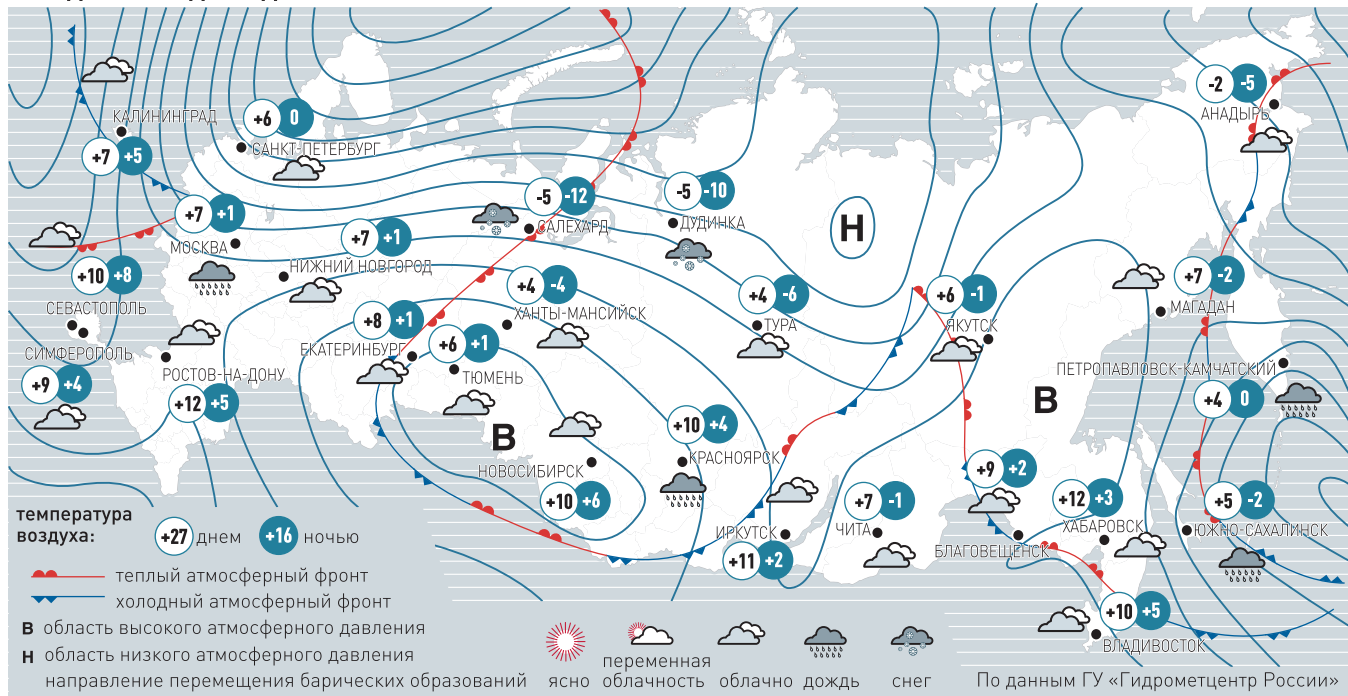 -2 -5
АНАДЫРЬ
КАЛИНИНГРАД
+7 +5
+6 0
САНКТ-ПЕТЕРБУРГ
-5 -12
САЛЕХАРД
-5 -10
ДУДИНКА
+7 +1
МОСКВА
+7 +1
НИЖНИЙ НОВГОРОД
Н
+10 +8
СЕВАСТОПОЛЬ
+4 -4
ХАНТЫ-МАНСИЙСК
+4 -6
ТУРА
+6 -1
ЯКУТСК
+7 -2
МАГАДАН
СИМФЕРОПОЛЬ
+9 +4
+8 +1
ЕКАТЕРИНБУРГ
+6 +1
ТЮМЕНЬ
РОСТОВ-НА-ДОНУ
+12 +5
ПЕТРОПАВЛОВСК-КАМЧАТСКИЙ
+4 0
В
В
+10 +4
КРАСНОЯРСК
НОВОСИБИРСК
+10 +6
+9 +2
БЛАГОВЕЩЕНСК
+12 +3
ХАБАРОВСК
+5 -2
ЮЖНО-САХАЛИНСК
ИРКУТСК
+11 +2
+7 -1
ЧИТА
+10 +5
ВЛАДИВОСТОК
температура
воздуха:
+27 днем +16 ночью
теплый атмосферный фронт
холодный атмосферный фронт
В область высокого атмосферного давления
Н область низкого атмосферного давления
направление перемещения барических образований
ясно
переменная
облачность
облачно
дождь
снег
По данным ГУ «Гидрометцентр России»